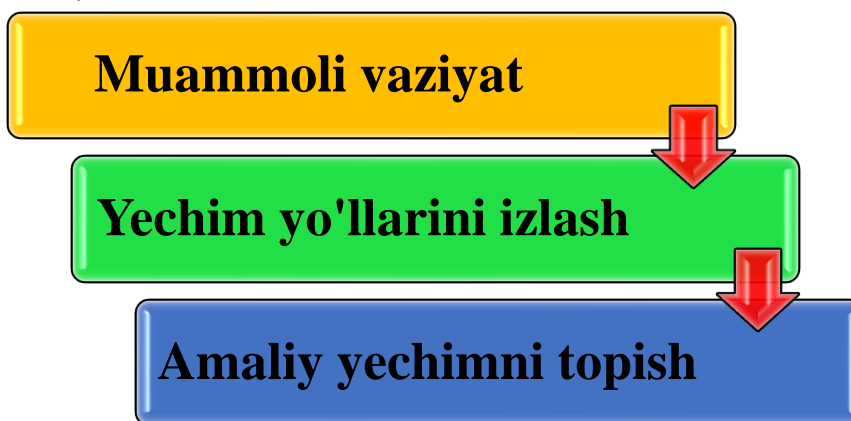 Muammoli vaziyat
Yechim yo'llarini izlash
Amaliy yechimni topish